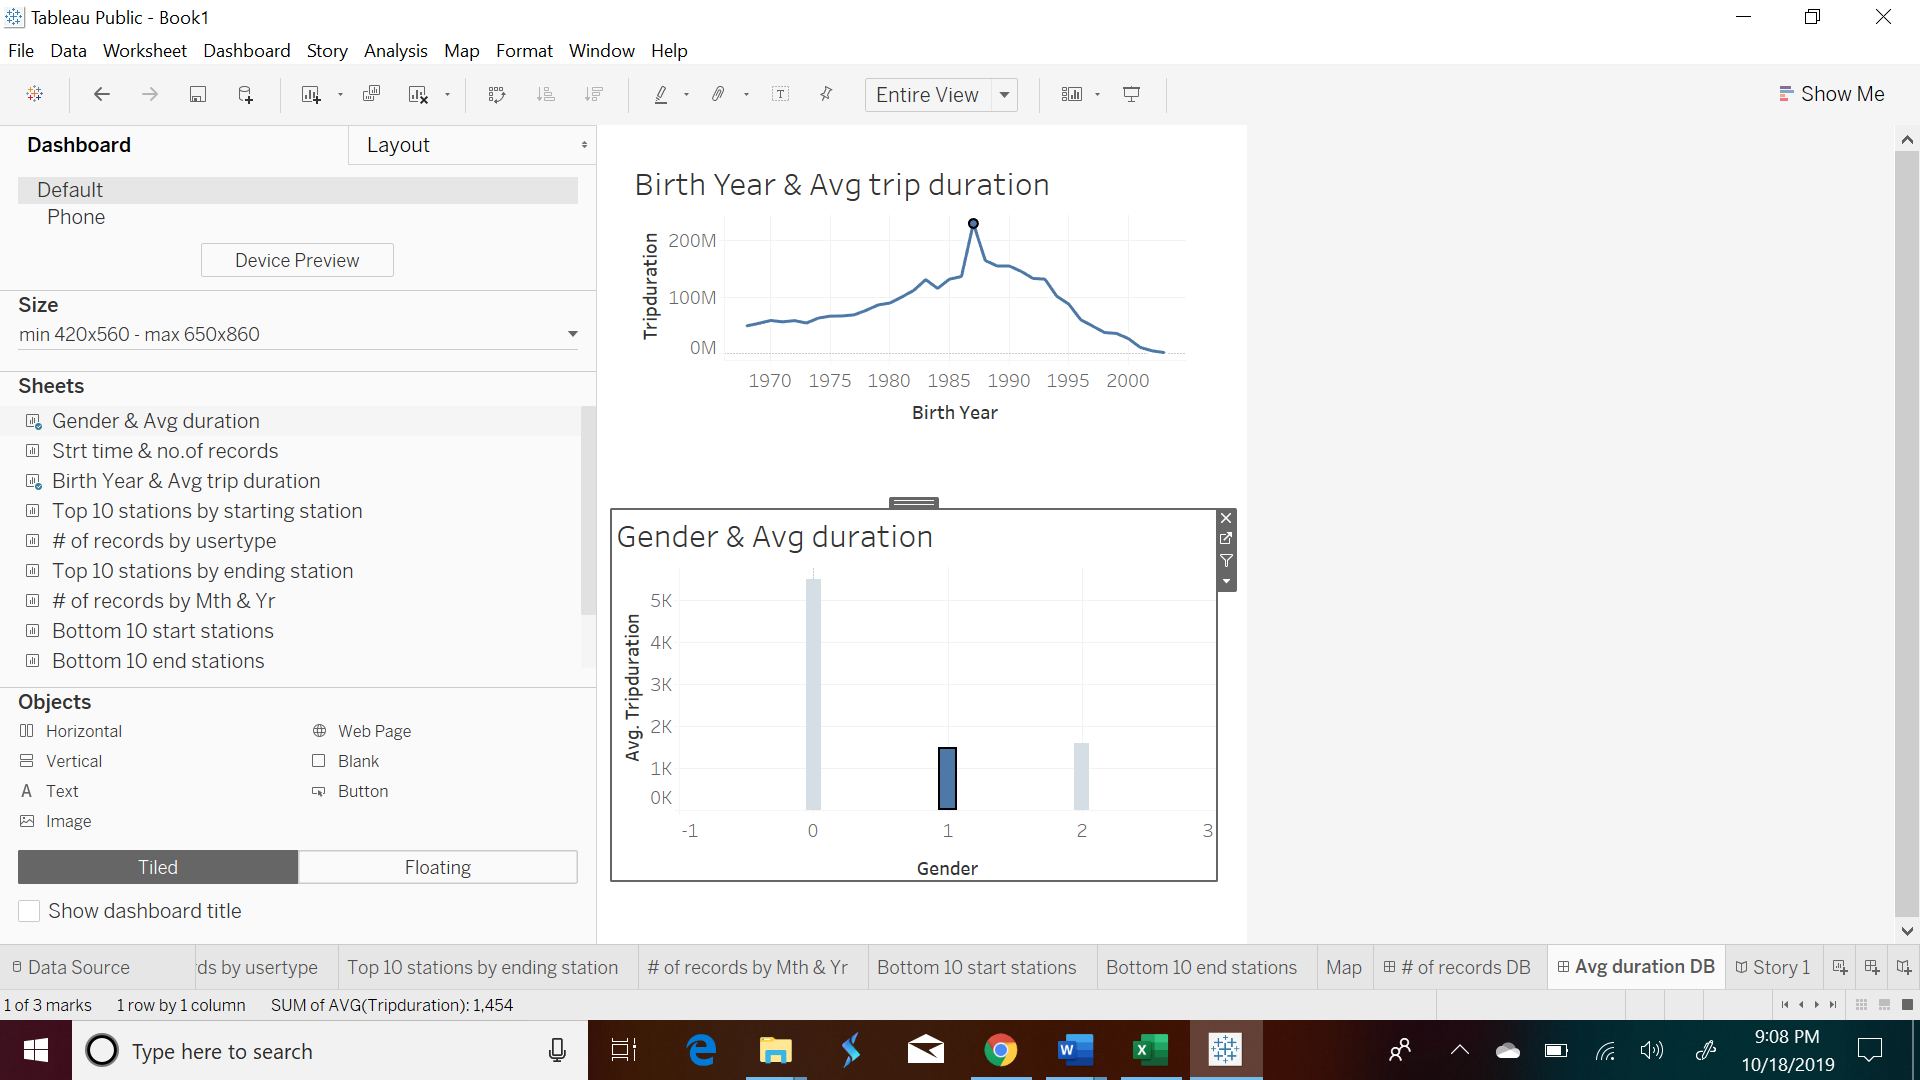 Tableau Public - Book1
File Data Worksheet Dashboard Story Analysis Map Format Window Help
Entire View
Show Me
Dashboard
Layout
Default
Phone
Device Preview
Size
min 420x560 - max 650x860
Sheets
Gender & Avg duration
Strt time & no.of records
Birth Year & Avg trip duration
Top 10 stations by starting station
# of records by usertype
Top 10 stations by ending station
# of records by Mth & Yr
Bottom 10 start stations
Bottom 10 end stations
Objects
Horizontal
Web Page
Vertical
Blank
A Text
Button
Image
Tiled
Floating
Show dashboard title
Birth Year & Avg trip duration
Tripduration
200M
100M
0M
1970 1975 1980 1985 1990 1995 2000
Birth Year
Gender & Avg duration
Avg. Tripduration
5K
4K
3K
2K
1K
0K
-1 0 1 2 3
Gender
Data Source
rds by usertype
Top 10 stations by ending station
# of records by Mth & Yr
Bottom 10 start stations
Bottom 10 end stations
Map
# of records DB
Avg duration DB
Story 1
1 of 3 marks 1 row by 1 column SUM of AVG(Tripduration): 1,454
Type here to search
9:08 PM
10/18/2019